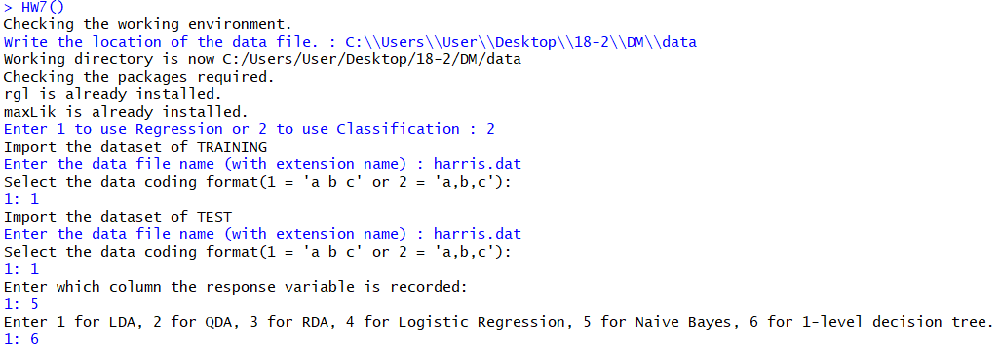 > HW7()
Checking the working environment.
Write the location of the data file. : C:\\Users\\User\\Desktop\\18-2\\DM\\data
Working directory is now C:/Users/User/Desktop/18-2/DM/data
Checking the packages required.
rgl is already installed.
maxLik is already installed.
Enter 1 to use Regression or 2 to use Classification : 2
Import the dataset of TRAINING
Enter the data file name (with extension name) : harris.dat
Select the data coding format(1 = 'a b c' or 2 = 'a,b,c'):
1: 1
Import the dataset of TEST
Enter the data file name (with extension name) : harris.dat
Select the data coding format(1 = 'a b c' or 2 = 'a,b,c'):
1: 1
Enter which column the response variable is recorded:
1: 5
Enter 1 for LDA, 2 for QDA, 3 for RDA, 4 for Logistic Regression, 5 for Naive Bayes, 6 for 1-level decision tree.
1: 6